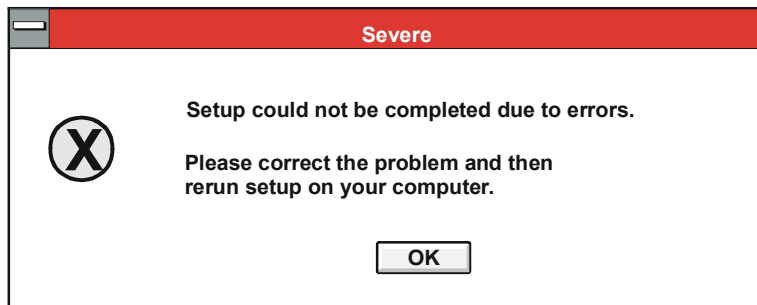 Severe
Setup could not be completed due to errors.
X
Please correct the problem and then
rerun setup on your computer.
OK